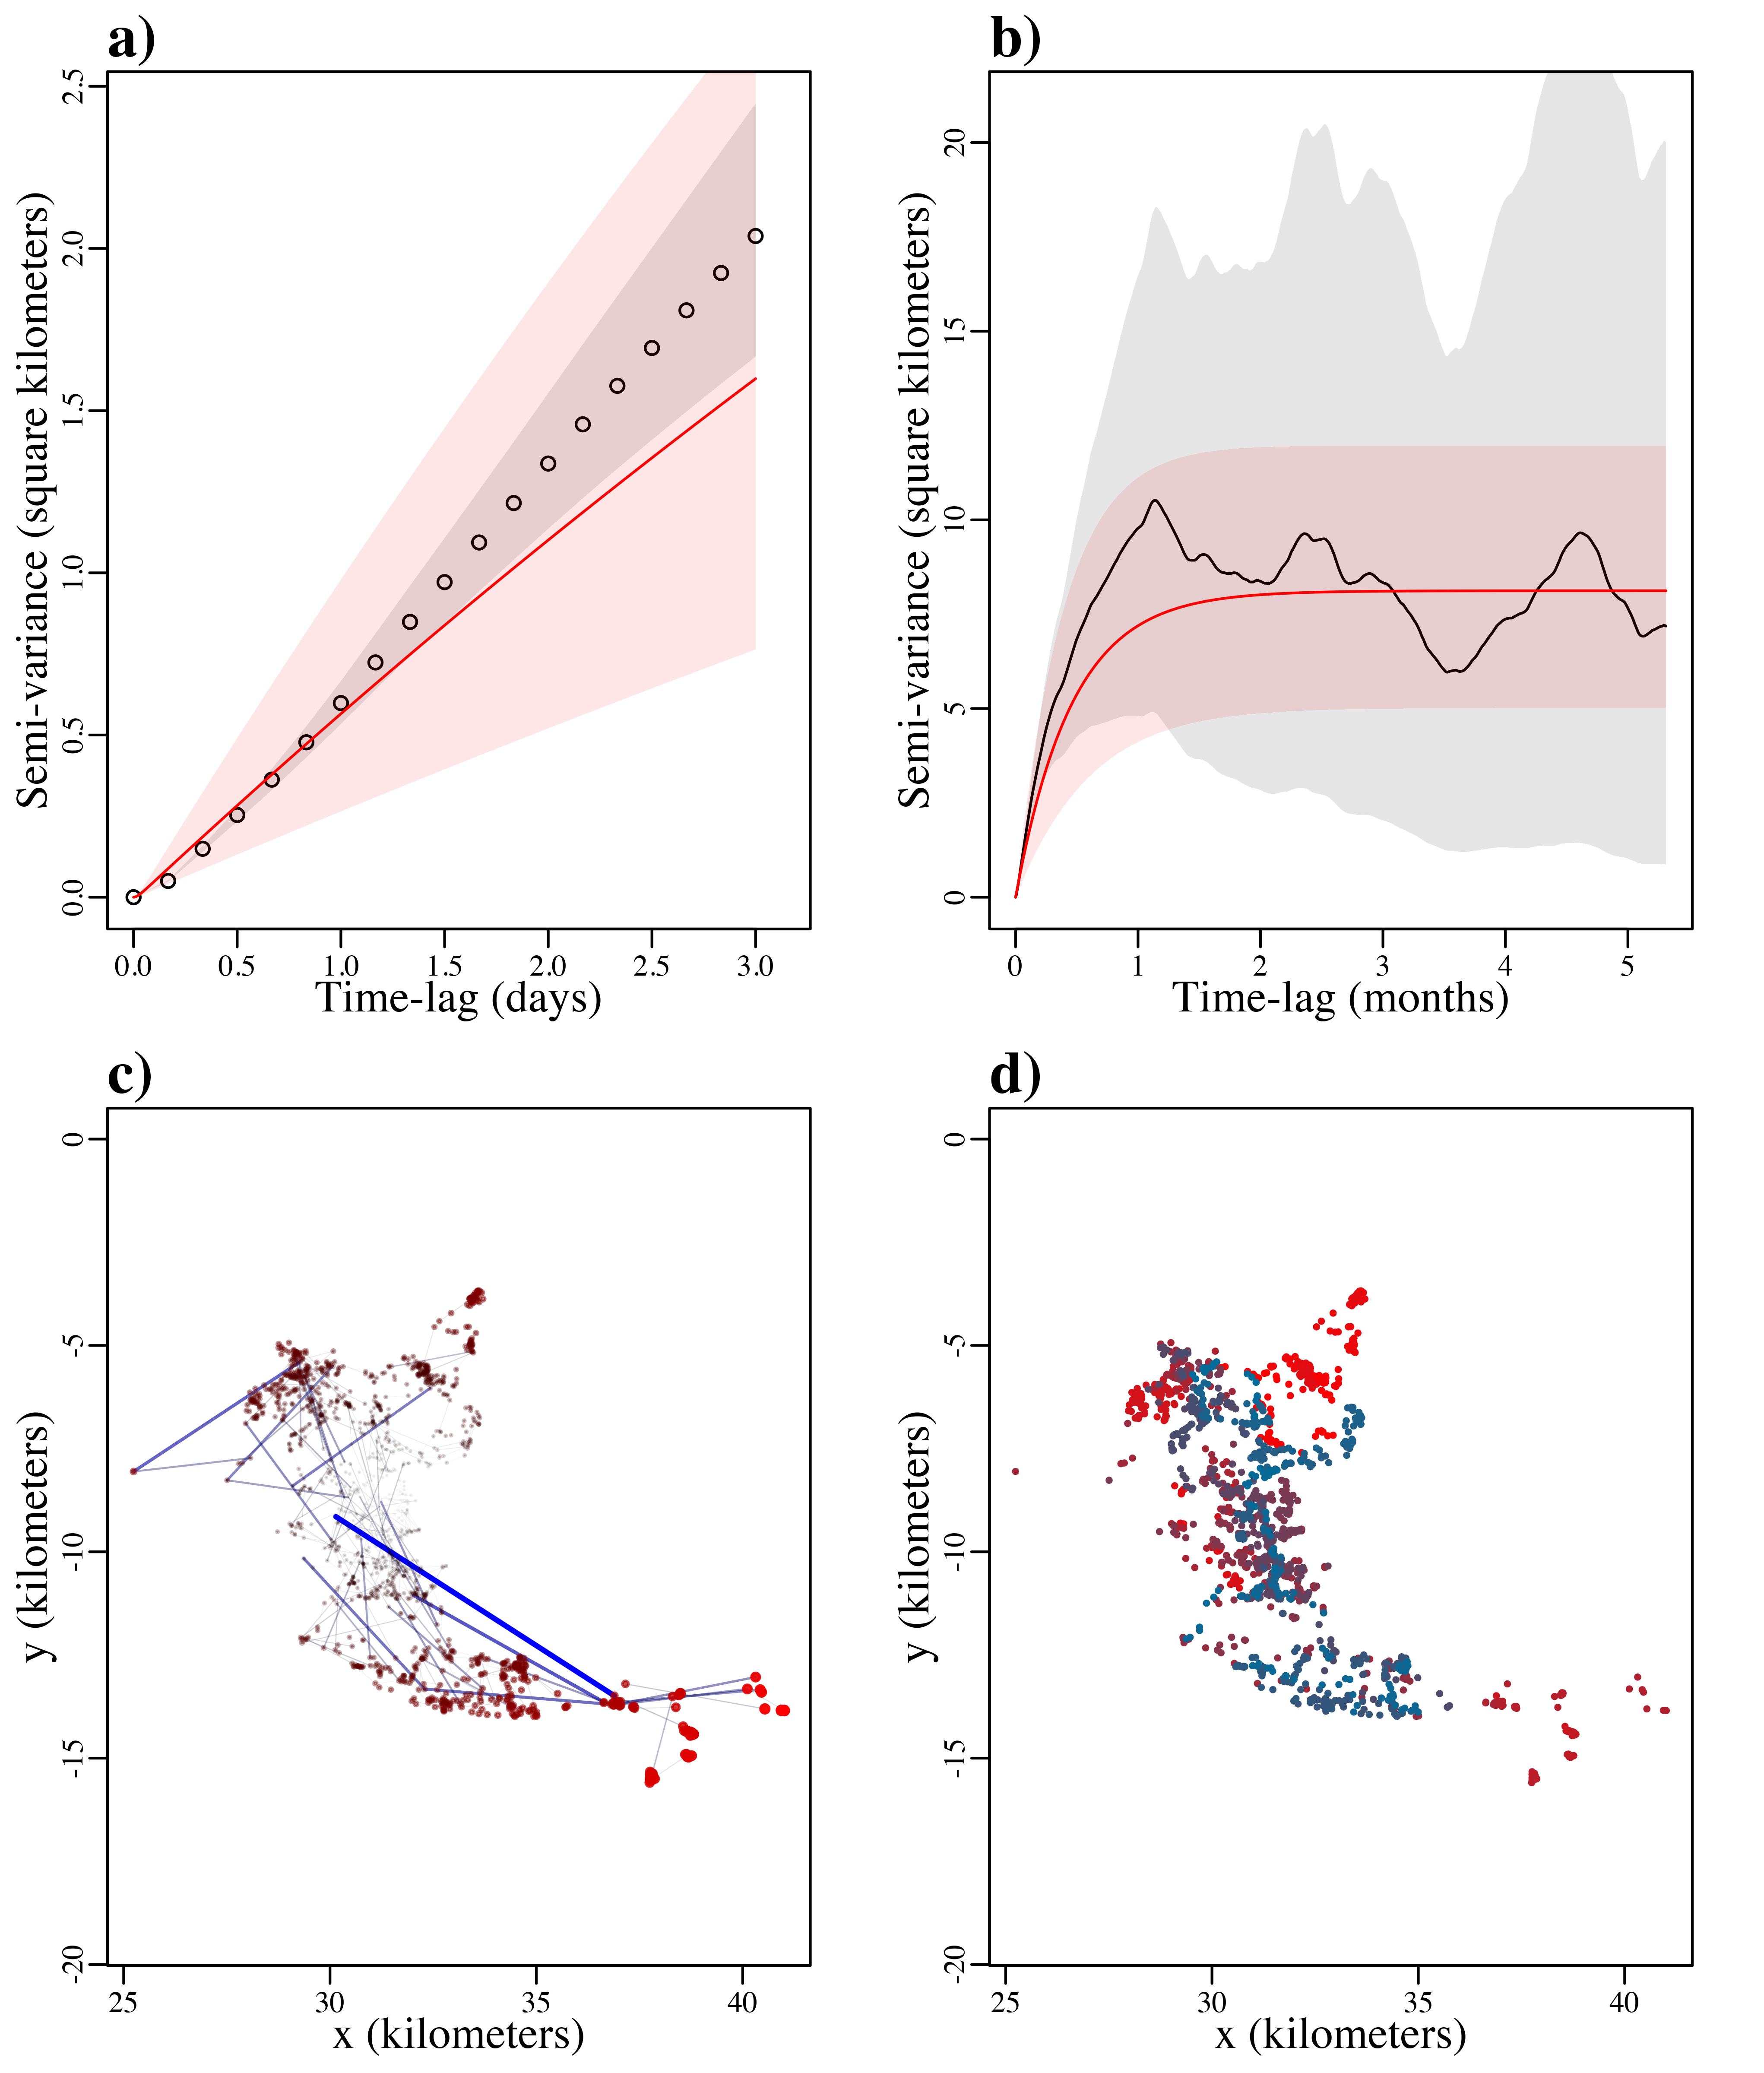 a)
Semi-variance (square kilometers)
2.5
2.0
1.5
1.0
0.5
0.0
0.0 0.5 1.0 1.5 2.0 2.5 3.0
Time-lag (days)
b)
Semi-variance (square kilometers)
20
15
10
5
0
0 1 2 3 4 5
Time-lag (months)
c)
y (kilometers)
0
-5
-10
-15
-20
25 30 35 40
x (kilometers)
d)
y (kilometers)
0
-5
-10
-15
-20
25 30 35 40
x (kilometers)